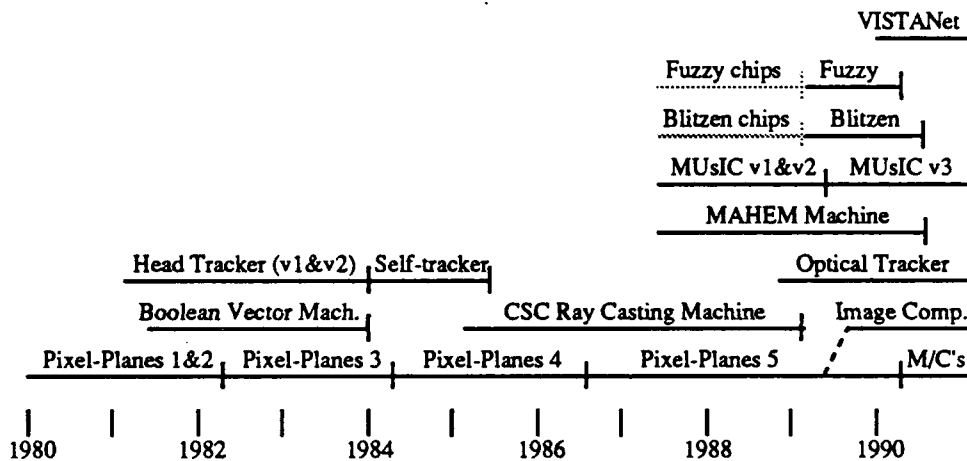 VISTANet
Fuzzy chips Fuzzy
Blitzen chips Blitzen
MUsIC v1&v2 MUsIC v3
MAHEM Machine
Head Tracker (v1&v2) Self-tracker Optical Tracker
Boolean Vector Mach. CSC Ray Casting Machine Image Comp.
Pixel-Planes 1&2 Pixel-Planes 3 Pixel-Planes 4 Pixel-Planes 5 M/C's
1980 1982 1984 1986 1988 1990